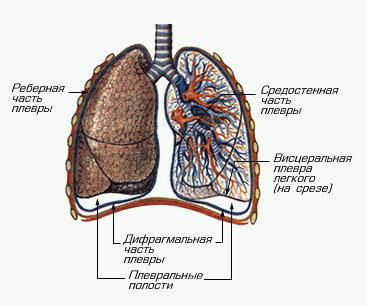 Реберная
часть
плевры
Средостенная
часть
плевры
Висцеральная
плевра
легкого
(на срезе)
Дифрагмальная
часть
плевры
Плевральные
полости